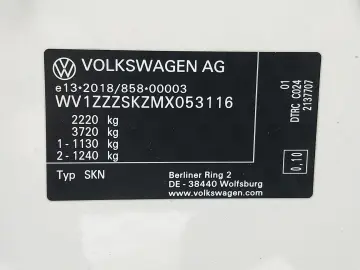 VOLKSWAGEN AG
e13•2018/858•00003
WV1ZZZSKZMX053116
2220 kg
3720 kg
1 - 1130 kg
2 - 1240 kg
Typ SKN
Berliner Ring 2
DE - 38440 Wolfsburg
www.volkswagen.com
01
DTRC C024
2137707
0,10